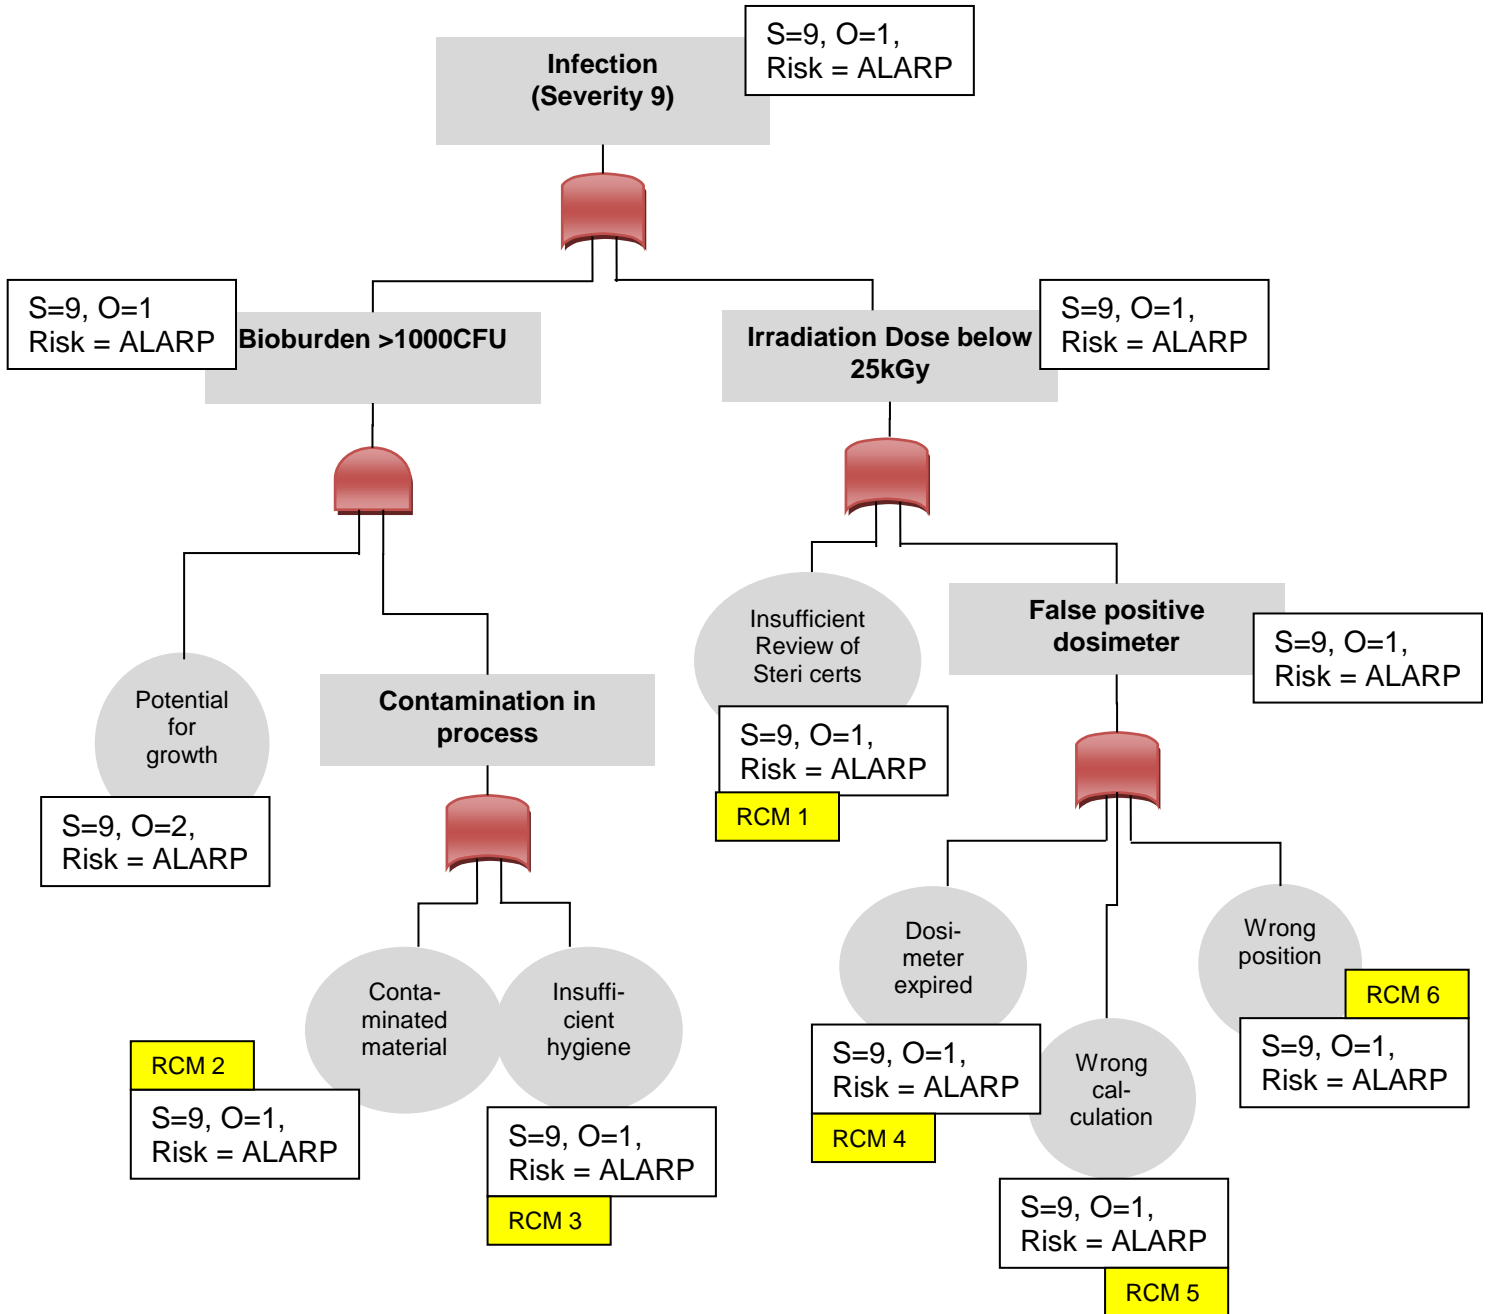 Infection
(Severity 9)
S=9, O=1,
Risk = ALARP
S=9, O=1
Risk = ALARP
Bioburden >1000CFU
Irradiation Dose below
25kGy
S=9, O=1,
Risk = ALARP
Potential
for
growth
S=9, O=2,
Risk = ALARP
Contamination in
process
Insufficient
Review of
Steri certs
S=9, O=1,
Risk = ALARP
RCM 1
False positive
dosimeter
S=9, O=1,
Risk = ALARP
Conta-
minated
material
RCM 2
S=9, O=1,
Risk = ALARP
Insuffi-
cient
hygiene
S=9, O=1,
Risk = ALARP
RCM 3
Dosi-
meter
expired
S=9, O=1,
Risk = ALARP
RCM 4
Wrong
cal-
culation
S=9, O=1,
Risk = ALARP
RCM 5
Wrong
position
RCM 6
S=9, O=1,
Risk = ALARP